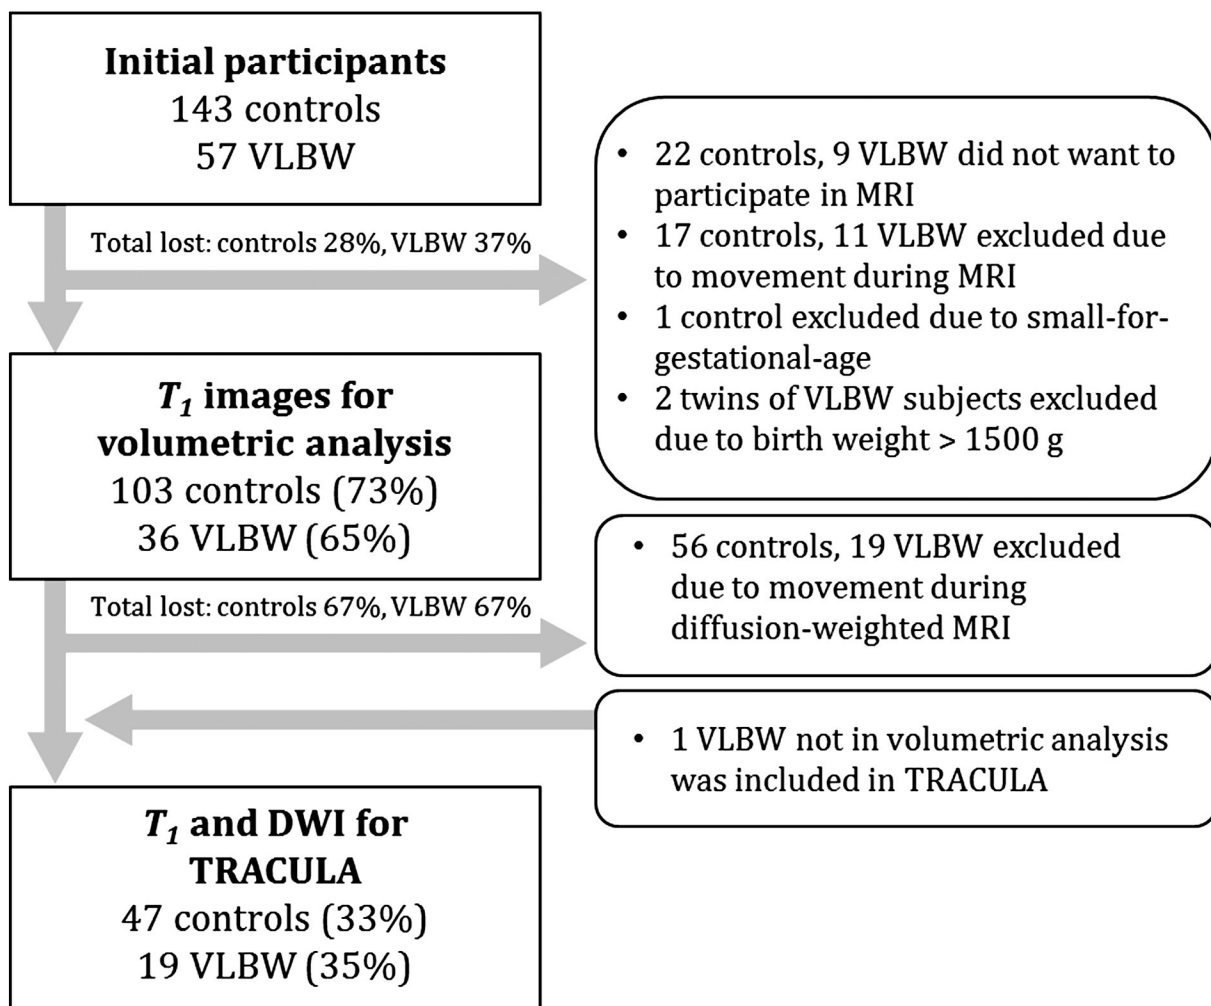 Initial participants
143 controls
57 VLBW
Total lost: controls 28%, VLBW 37%
• 22 controls, 9 VLBW did not want to
participate in MRI
• 17 controls, 11 VLBW excluded due
to movement during MRI
• 1 control excluded due to small-for-
gestational-age
• 2 twins of VLBW subjects excluded
due to birth weight > 1500 g
T1 images for
volumetric analysis
103 controls (73%)
36 VLBW (65%)
Total lost: controls 67%, VLBW 67%
• 56 controls, 19 VLBW excluded
due to movement during
diffusion-weighted MRI
• 1 VLBW not in volumetric analysis
was included in TRACULA
T1 and DWI for
TRACULA
47 controls (33%)
19 VLBW (35%)